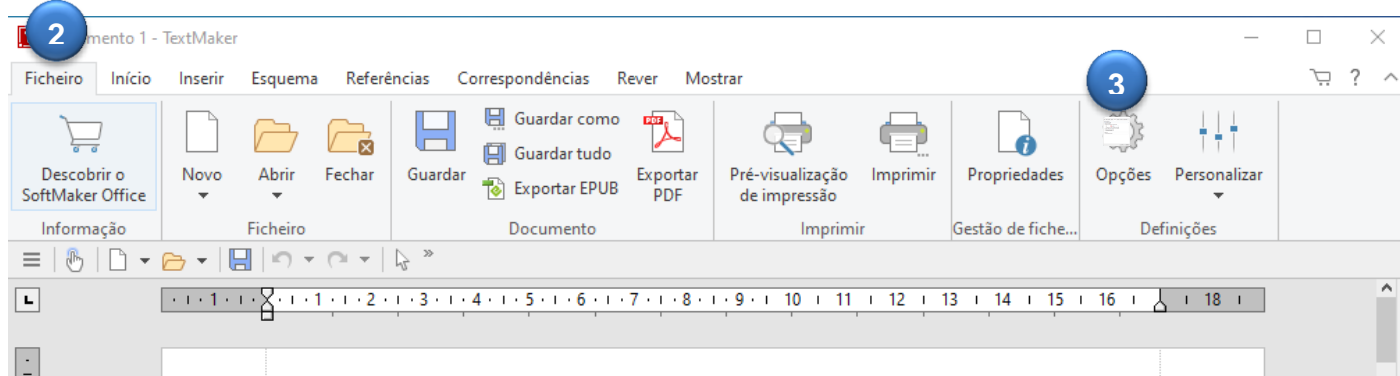 2
mento 1 - TextMaker
Ficheiro Início Inserir Esquema Referências Correspondências Rever Mostrar
?
3
Descobrir o
SoftMaker Office
Novo
Abrir
Fechar
Guardar
Guardar como
Guardar tudo
Exportar EPUB
PDF
Exportar
PDF
Pré-visualização
de impressão
Imprimir
Propriedades
Opções
Personalizar
Informação
Ficheiro
Documento
Imprimir
Gestão de fiche...
Definições
1 1 2 3 4 5 6 7 8 9 10 11 12 13 14 15 16 18